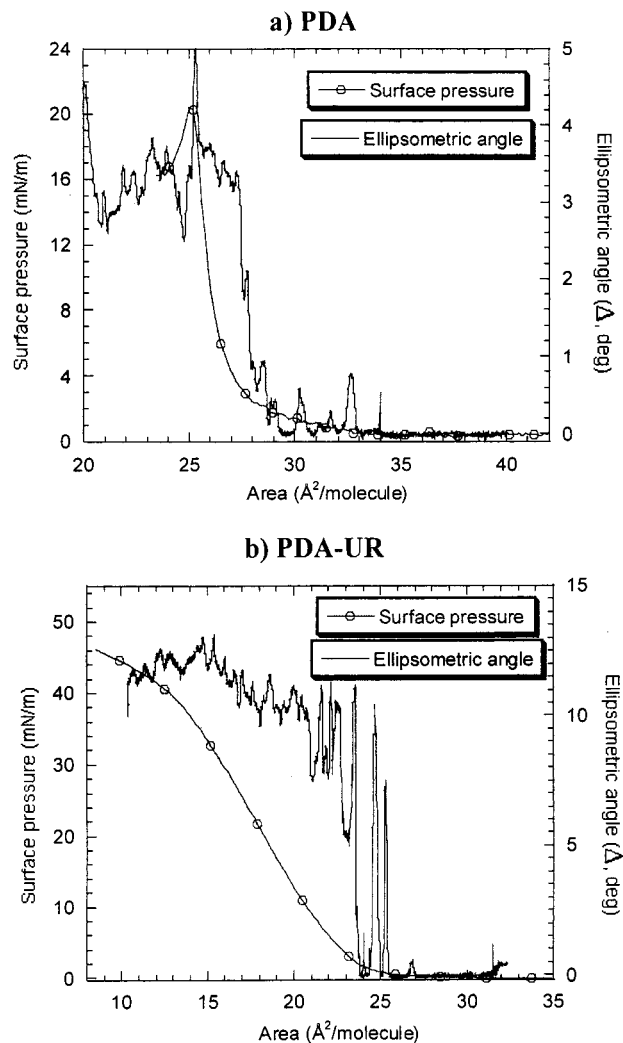 a) PDA
24
20
16
12
8
4
0
Surface pressure (mN/m)
Surface pressure
Ellipsometric angle
5
4
3
2
1
0
Ellipsometric angle (Δ, deg)
20
25
30
35
40
Area (Å²/molecule)
b) PDA-UR
50
40
30
20
10
0
Surface pressure (mN/m)
Surface pressure
Ellipsometric angle
15
10
5
0
Ellipsometric angle (Δ, deg)
10
15
20
25
30
35
Area (Å²/molecule)